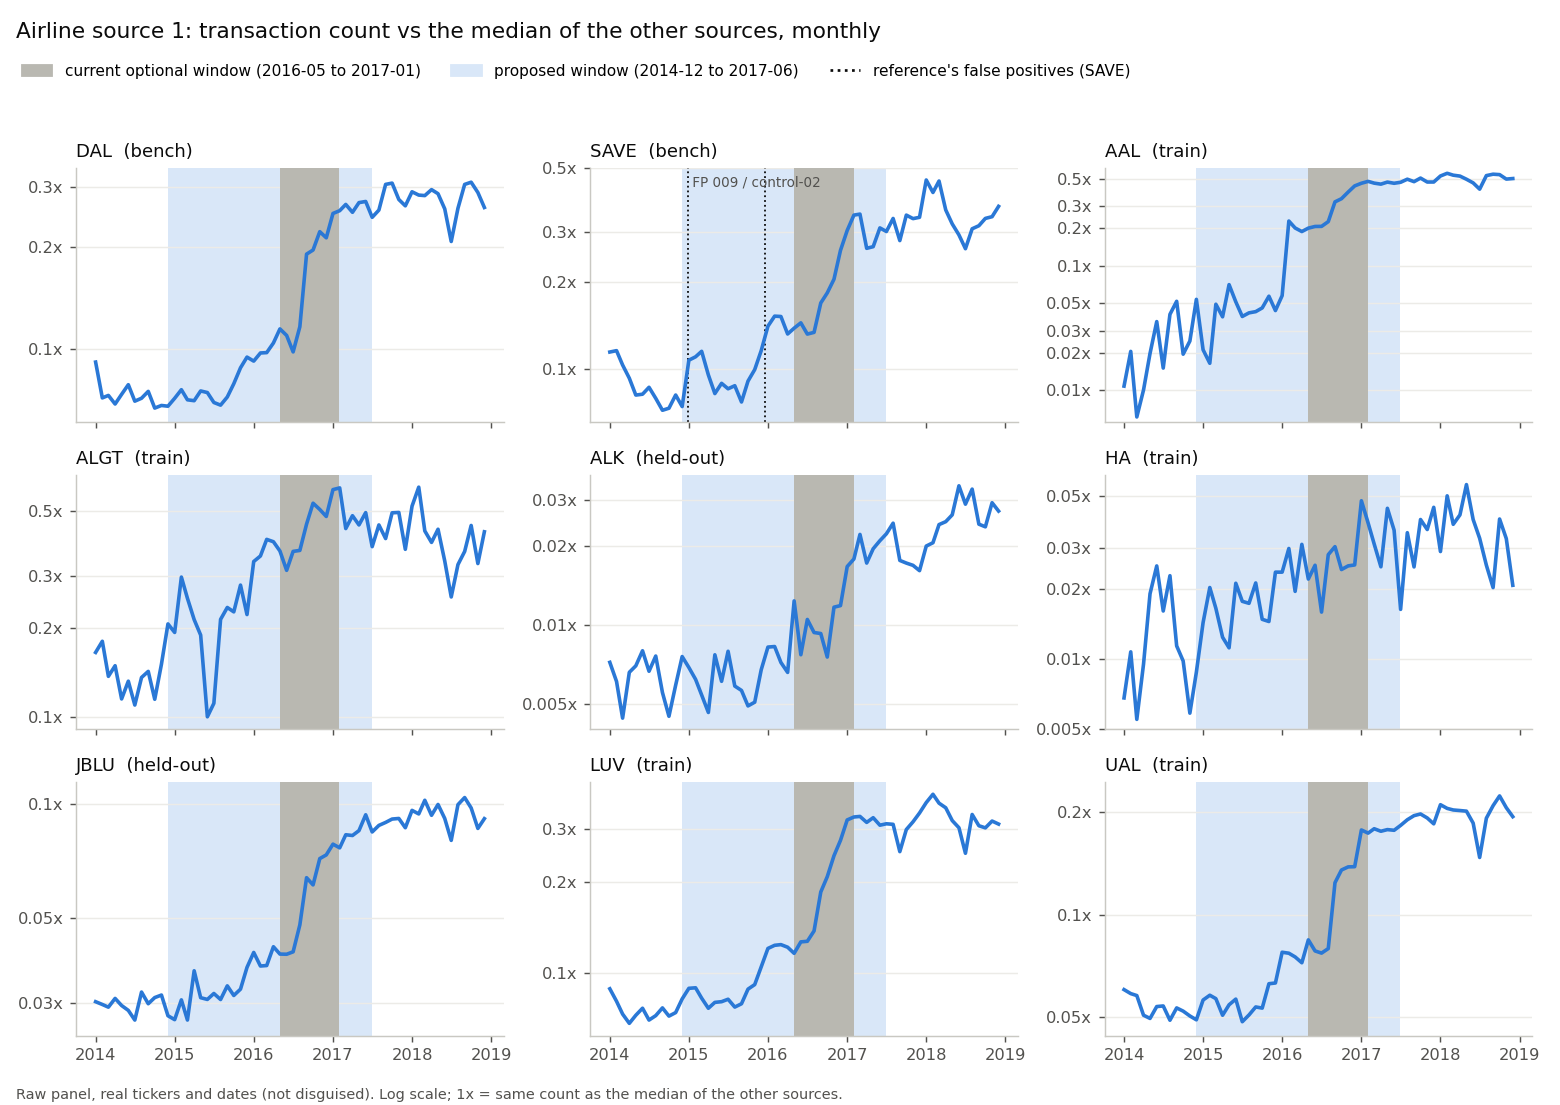 Airline source 1: transaction count vs the median of the other sources, monthly
current optional window (2016-05 to 2017-01)
proposed window (2014-12 to 2017-06)
reference's false positives (SAVE)
DAL (bench)
0.3x
0.2x
0.1x
SAVE (bench)
0.5x
0.3x
0.2x
0.1x
FP 009 / control-02
AAL (train)
0.5x
0.3x
0.2x
0.1x
0.05x
0.03x
0.02x
0.01x
ALGT (train)
0.5x
0.3x
0.2x
0.1x
ALK (held-out)
0.03x
0.02x
0.01x
0.005x
HA (train)
0.05x
0.03x
0.02x
0.01x
0.005x
JBLU (held-out)
0.1x
0.05x
0.03x
2014 2015 2016 2017 2018 2019
LUV (train)
0.3x
0.2x
0.1x
2014 2015 2016 2017 2018 2019
UAL (train)
0.2x
0.1x
0.05x
2014 2015 2016 2017 2018 2019
Raw panel, real tickers and dates (not disguised). Log scale; 1x = same count as the median of the other sources.